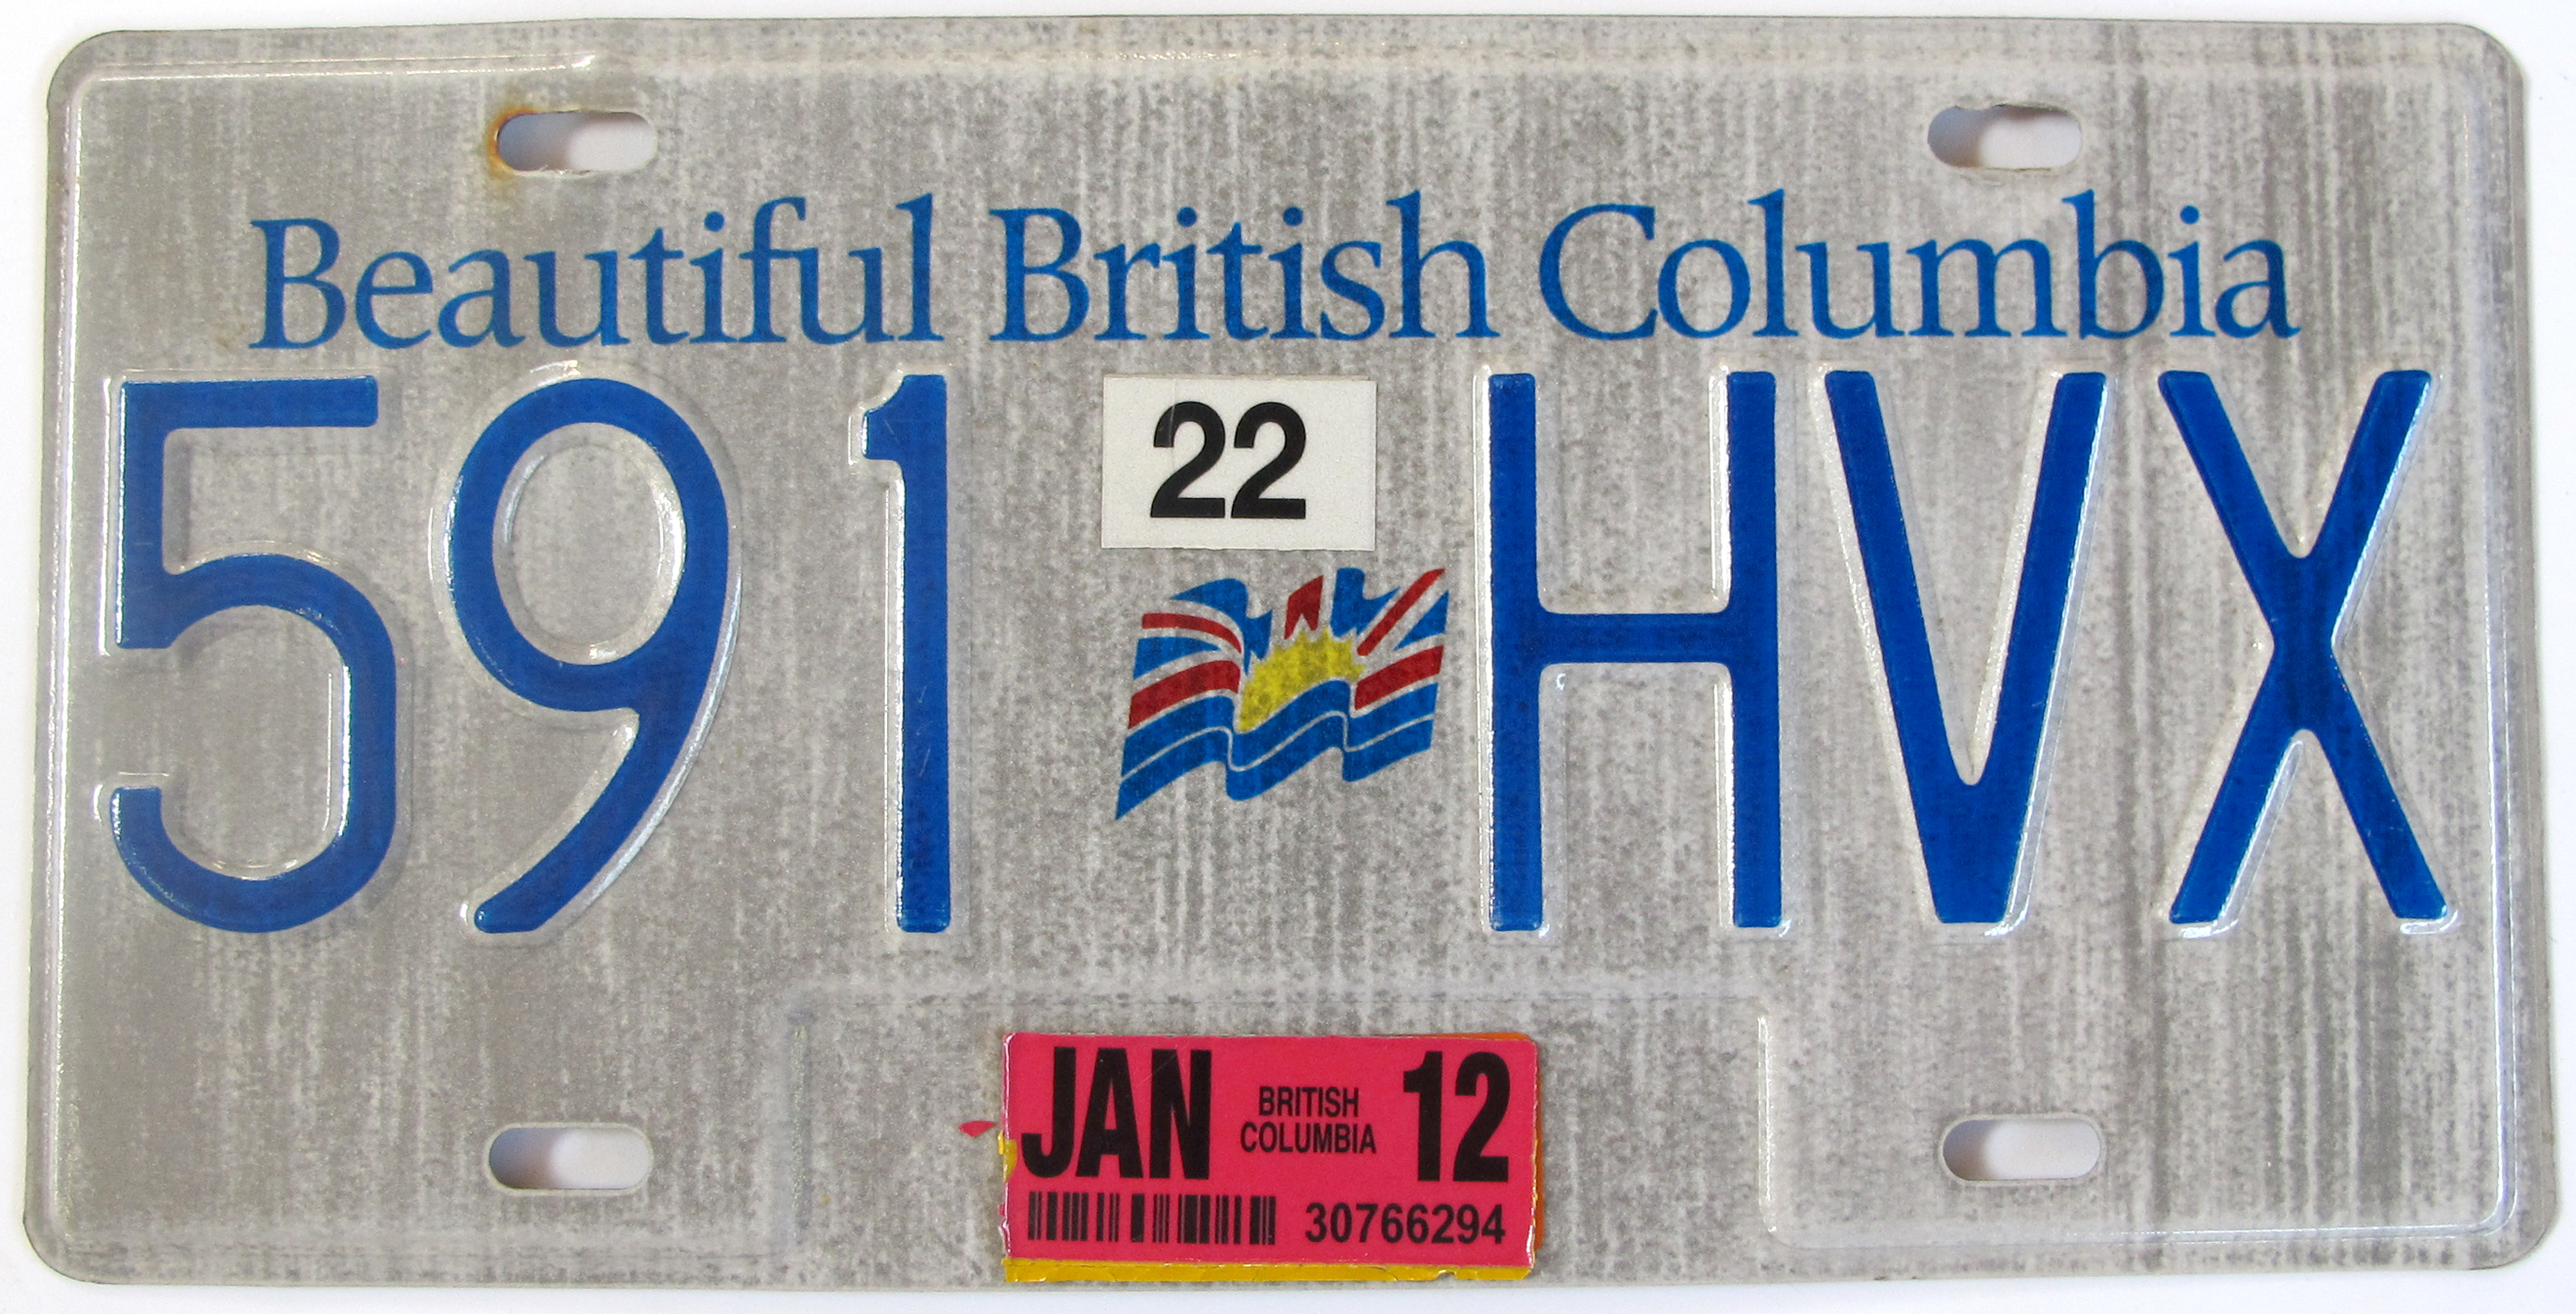 Beautiful British Columbia
591 HVX
22
JAN BRITISH COLUMBIA 12
30766294